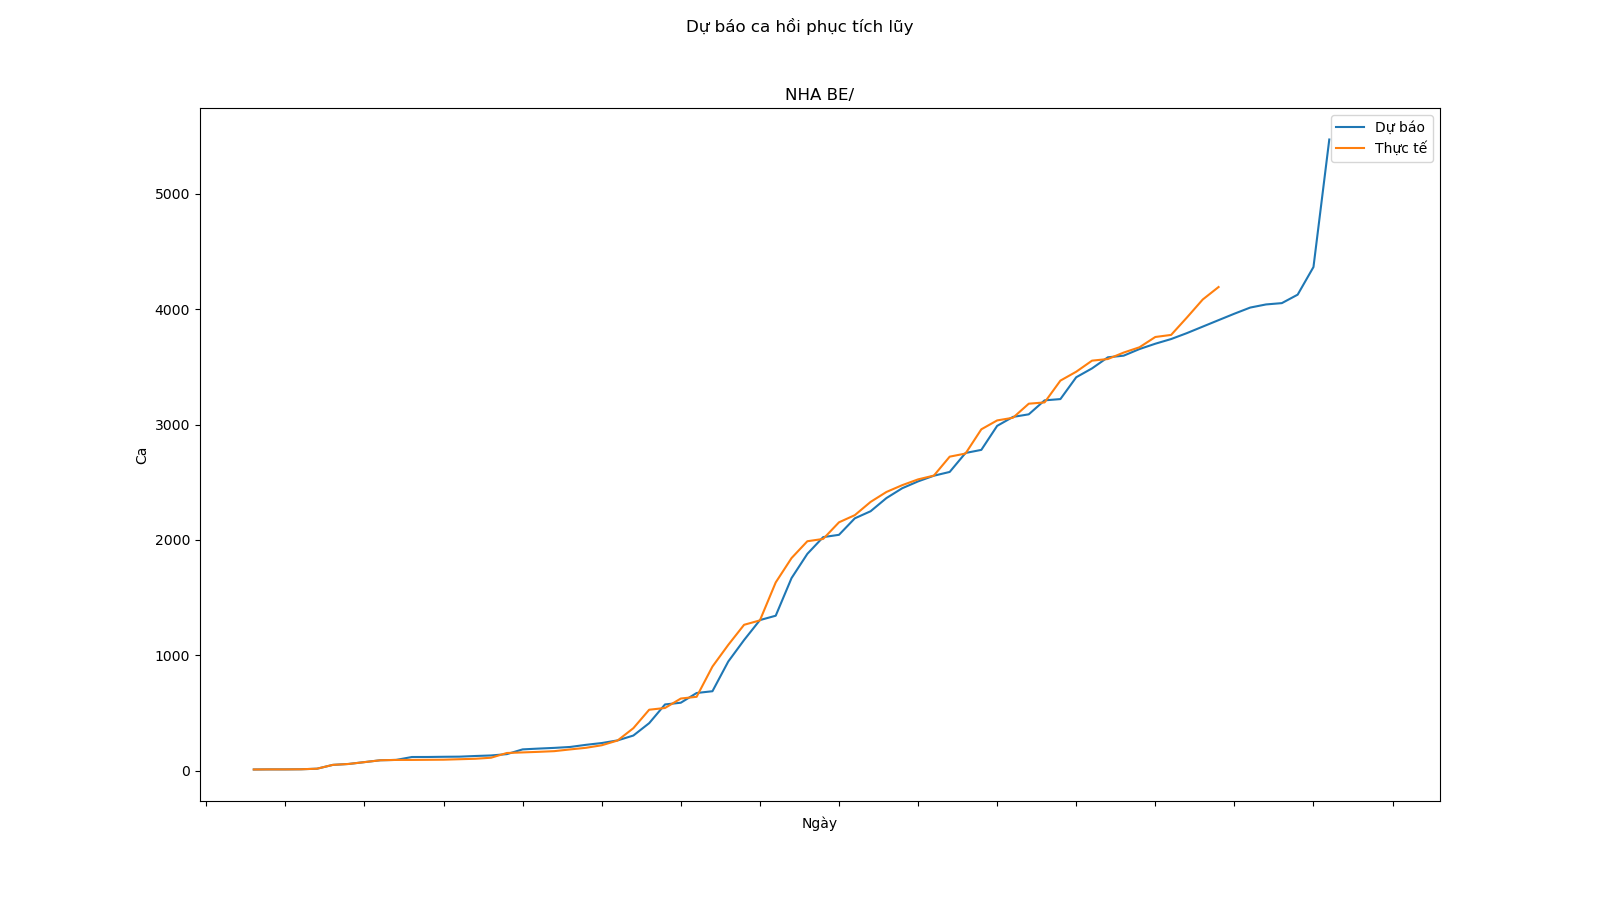 Dự báo ca hồi phục tích lũy
NHA BE/
Dự báo
Thực tế
5000
4000
3000
2000
1000
0
Ca
Ngày